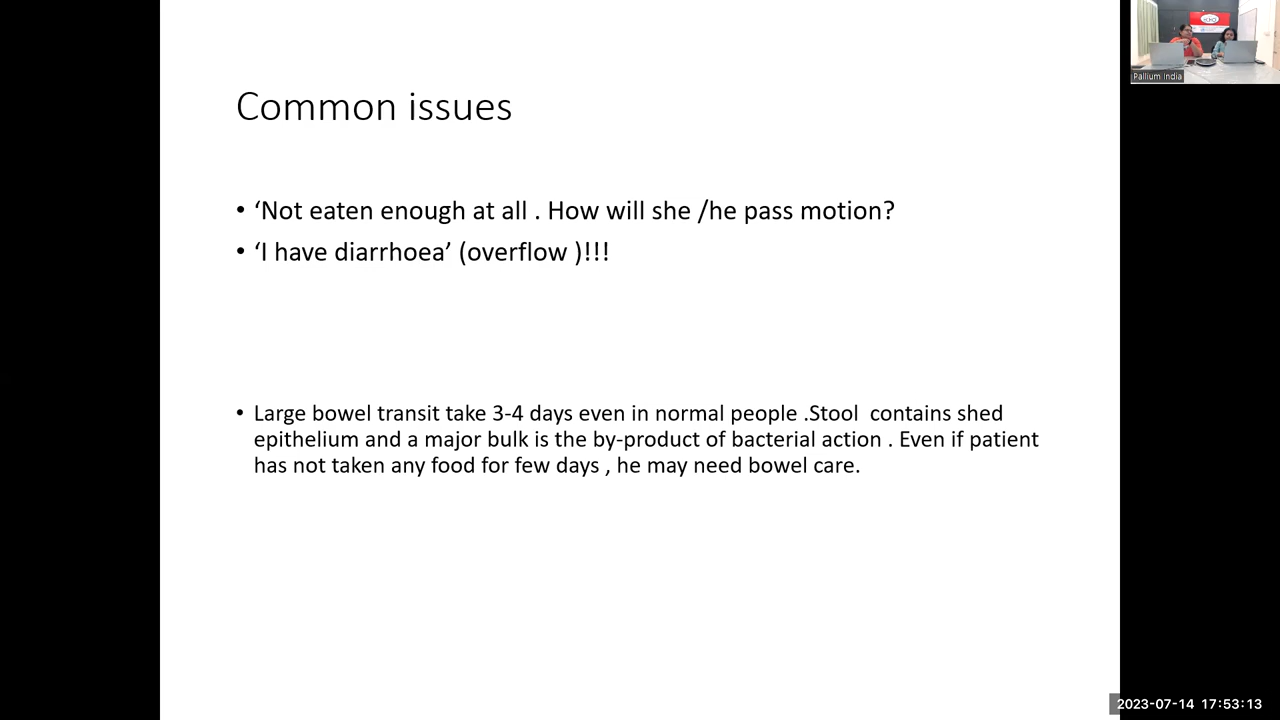 Common issues
• ‘Not eaten enough at all . How will she /he pass motion?
• ‘I have diarrhoea’ (overflow )!!!
• Large bowel transit take 3-4 days even in normal people .Stool  contains shed
epithelium and a major bulk is the by-product of bacterial action . Even if patient
has not taken any food for few days , he may need bowel care.
Pallium India
2023-07-14 17:53:13